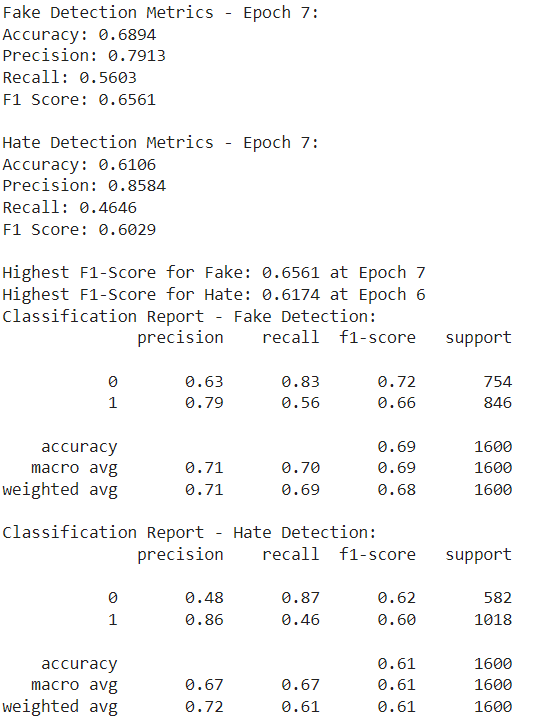 Fake Detection Metrics - Epoch 7:
Accuracy: 0.6894
Precision: 0.7913
Recall: 0.5603
F1 Score: 0.6561
Hate Detection Metrics - Epoch 7:
Accuracy: 0.6106
Precision: 0.8584
Recall: 0.4646
F1 Score: 0.6029
Highest F1-Score for Fake: 0.6561 at Epoch 7
Highest F1-Score for Hate: 0.6174 at Epoch 6
Classification Report - Fake Detection:
precision recall f1-score support
0 0.63 0.83 0.72 754
1 0.79 0.56 0.66 846
accuracy 0.69 1600
macro avg 0.71 0.70 0.69 1600
weighted avg 0.71 0.69 0.68 1600
Classification Report - Hate Detection:
precision recall f1-score support
0 0.48 0.87 0.62 582
1 0.86 0.46 0.60 1018
accuracy 0.61 1600
macro avg 0.67 0.67 0.61 1600
weighted avg 0.72 0.61 0.61 1600